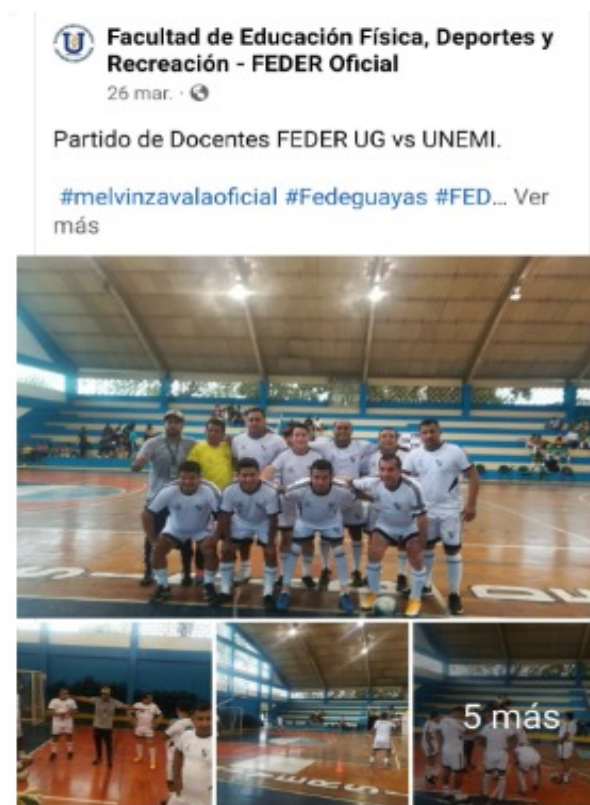 Facultad de Educación Física, Deportes y
Recreación - FEDER Oficial
26 mar. ·
Partido de Docentes FEDER UG vs UNEMI.
#melvinzavalaoficial #Fedeguayas #FED... Ver
más
5 más